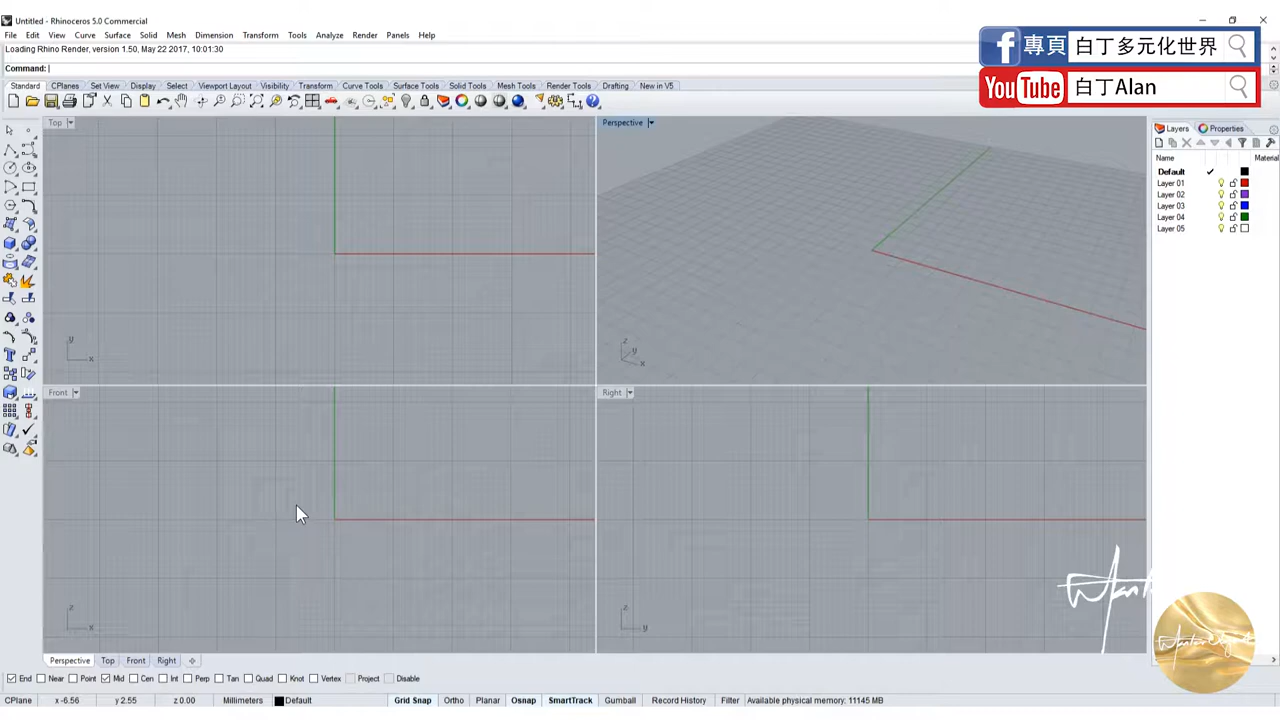 Untitled - Rhinoceros 5.0 Commercial
File Edit View Curve Surface Solid Mesh Dimension Transform Tools Analyze Render Panels Help
Loading Rhino Render, version 1.50, May 22 2017, 10:01:30
Command:
專頁 白丁多元化世界
YouTube 白丁Alan
Standard CPlanes Set View Display Select Viewport Layout Visibility Transform Curve Tools Surface Tools Solid Tools Mesh Tools Render Tools Drafting New in V5
Top
Perspective
Layers Properties
Name Material
Default
Layer 01
Layer 02
Layer 03
Layer 04
Layer 05
y
x
z
y
x
Front
Right
z
x
z
y
Perspective Top Front Right
End Near Point Mid Cen Int Perp Tan Quad Knot Vertex Project Disable
CPlane x -6.56 y 2.55 z 0.00 Millimeters Default Grid Snap Ortho Planar Osnap SmartTrack Gumball Record History Filter Available physical memory: 11145 MB